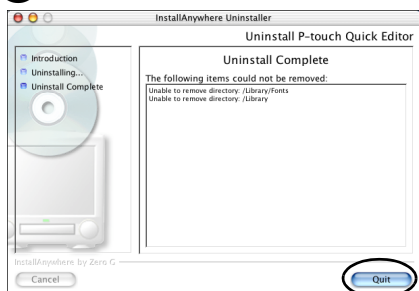 InstallAnywhere Uninstaller
Uninstall P-touch Quick Editor
Introduction
Uninstalling...
Uninstall Complete
Uninstall Complete
The following items could not be removed:
Unable to remove directory: /Library/Fonts
Unable to remove directory: /Library
InstallAnywhere by Zero G
Cancel
Quit